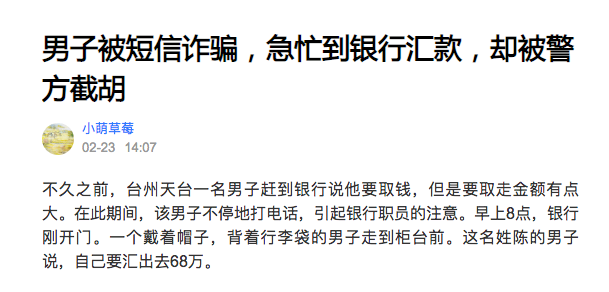 男子被短信诈骗，急忙到银行汇款，却被警
方截胡
小萌草莓
02-23 14:07
不久之前，台州天台一名男子赶到银行说他要取钱，但是要取走金额有点
大。在此期间，该男子不停地打电话，引起银行职员的注意。早上8点，银行
刚开门。一个戴着帽子，背着行李袋的男子走到柜台前。这名姓陈的男子
说，自己要汇出去68万。